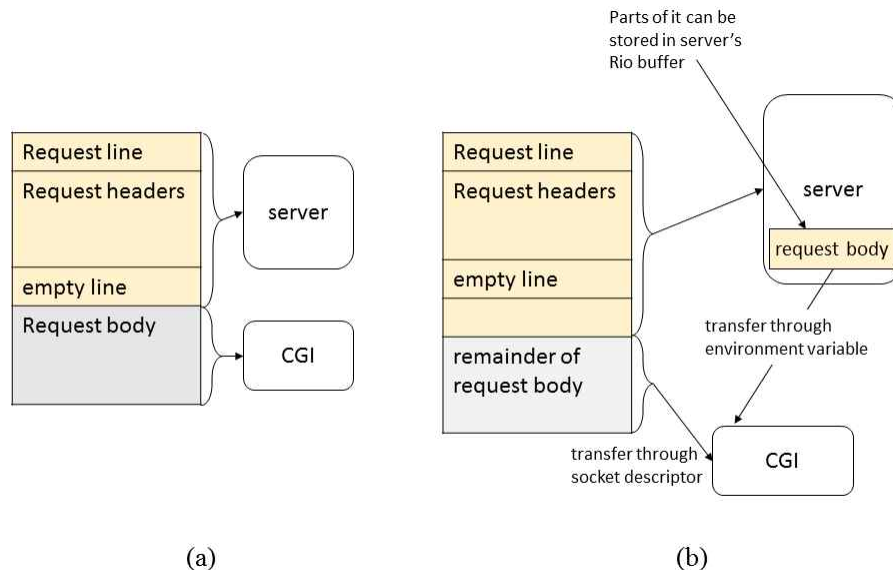 Request line
Request headers
empty line
Request body
server
CGI
(a)
Parts of it can be
stored in server’s
Rio buffer
Request line
Request headers
empty line
remainder of
request body
server
request body
transfer through
environment variable
transfer through
socket descriptor
CGI
(b)